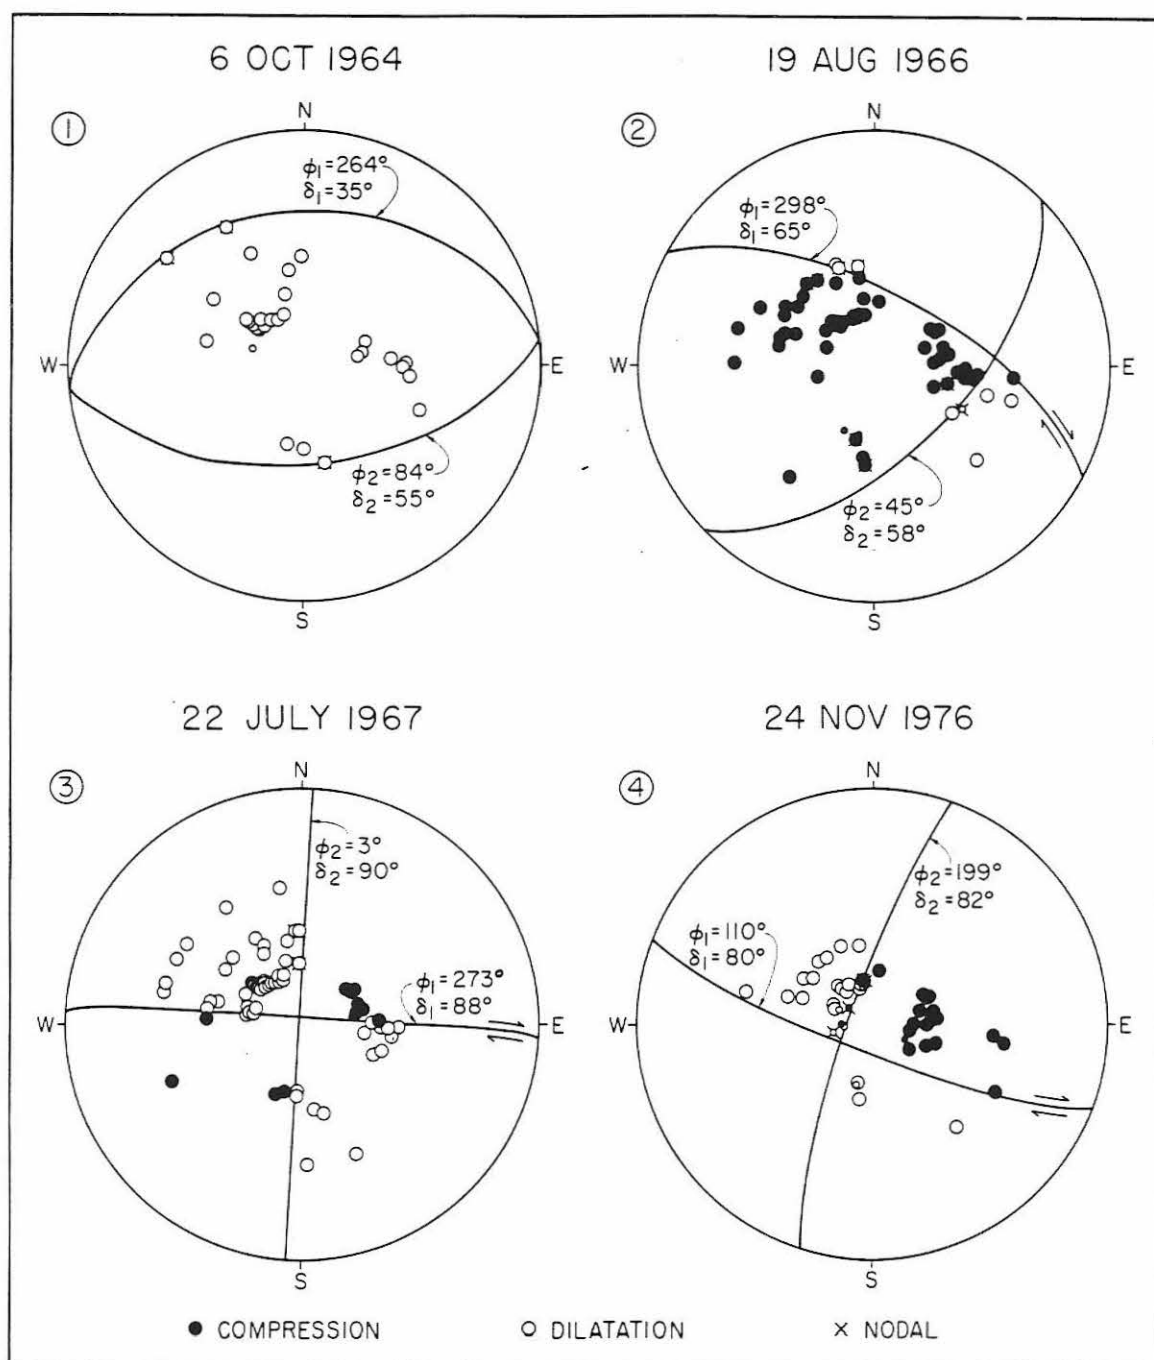 6 OCT 1964
①
N
W
E
S
ϕ₁=264°
δ₁=35°
ϕ₂=84°
δ₂=55°
19 AUG 1966
②
N
W
E
S
ϕ₁=298°
δ₁=65°
ϕ₂=45°
δ₂=58°
22 JULY 1967
③
N
W
E
S
ϕ₂=3°
δ₂=90°
ϕ₁=273°
δ₁=88°
24 NOV 1976
④
N
W
E
S
ϕ₂=199°
δ₂=82°
ϕ₁=110°
δ₁=80°
COMPRESSION
DILATATION
NODAL